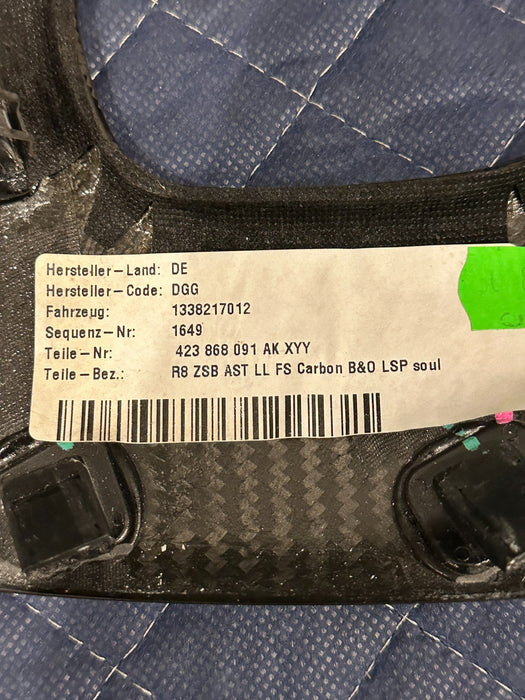 Hersteller-Land: DE
Hersteller-Code: DGG
Fahrzeug: 1338217012
Sequenz-Nr: 1649
Teile-Nr: 423 868 091 AK XYY
Teile-Bez.: R8 ZSB AST LL FS Carbon B&O LSP soul